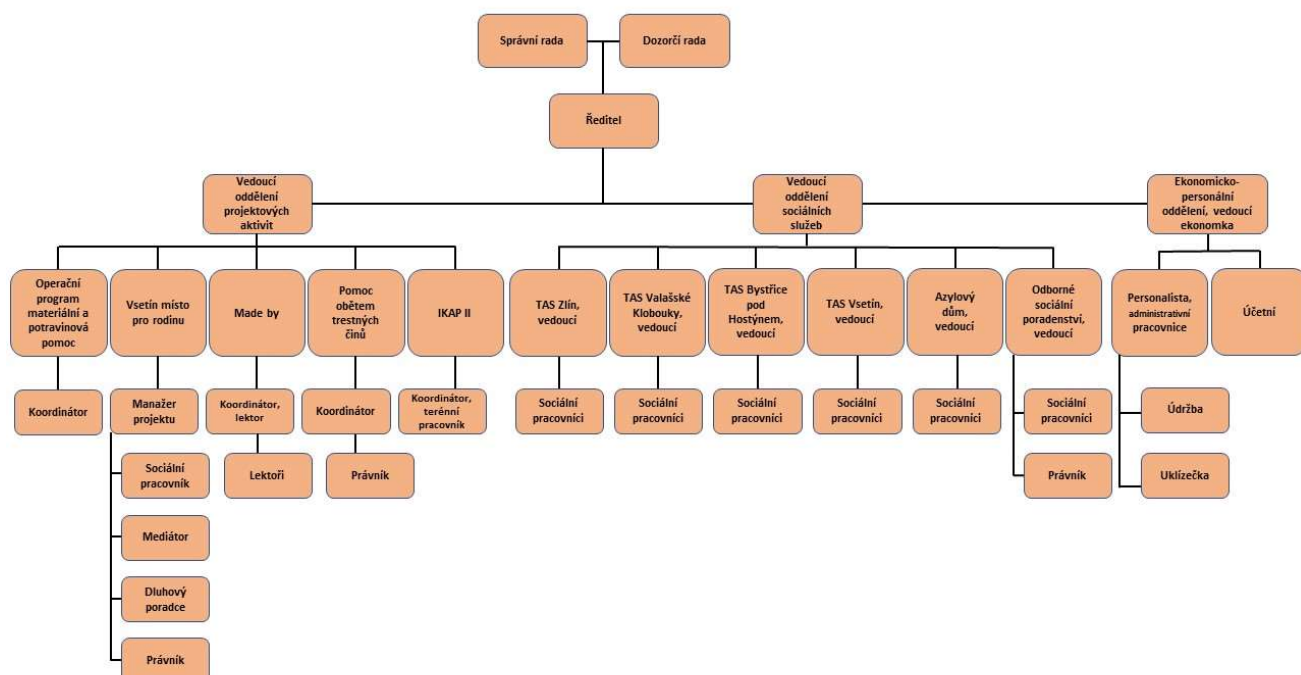 Správní rada
Dozorčí rada
Ředitel
Vedoucí
oddělení
projektových
aktivit
Vedoucí
oddělení
sociálních
služeb
Ekonomicko-
personální
oddělení, vedoucí
ekonomka
Operační
program
materiální a
potravinová
pomoc
Vsetín místo
pro rodinu
Made by
Pomoc
obětem
trestných
činů
IKAP II
TAS Zlín,
vedoucí
TAS Valašské
Klobouky,
vedoucí
TAS Bystřice
pod
Hostýnem,
vedoucí
TAS Vsetín,
vedoucí
Azylový
dům,
vedoucí
Odborné
sociální
poradenství,
vedoucí
Personalista,
administrativní
pracovnice
Účetní
Koordinátor
Manažer
projektu
Koordinátor,
lektor
Koordinátor
Koordinátor,
terénní
pracovník
Sociální
pracovníci
Sociální
pracovníci
Sociální
pracovníci
Sociální
pracovníci
Sociální
pracovníci
Sociální
pracovníci
Údržba
Sociální
pracovník
Lektoři
Právník
Právník
Uklízečka
Mediátor
Dluhový
poradce
Právník